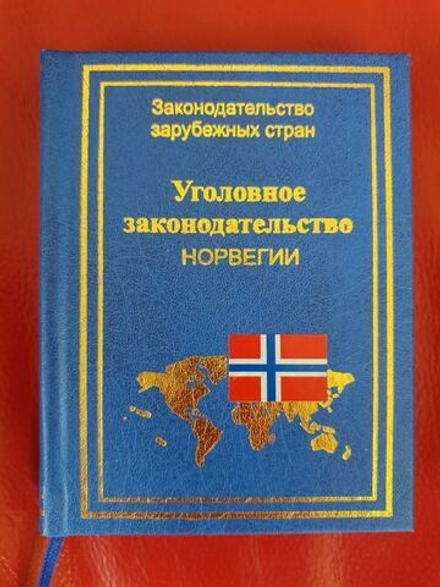 Законодательство
зарубежных стран
Уголовное
законодательство
НОРВЕГИИ